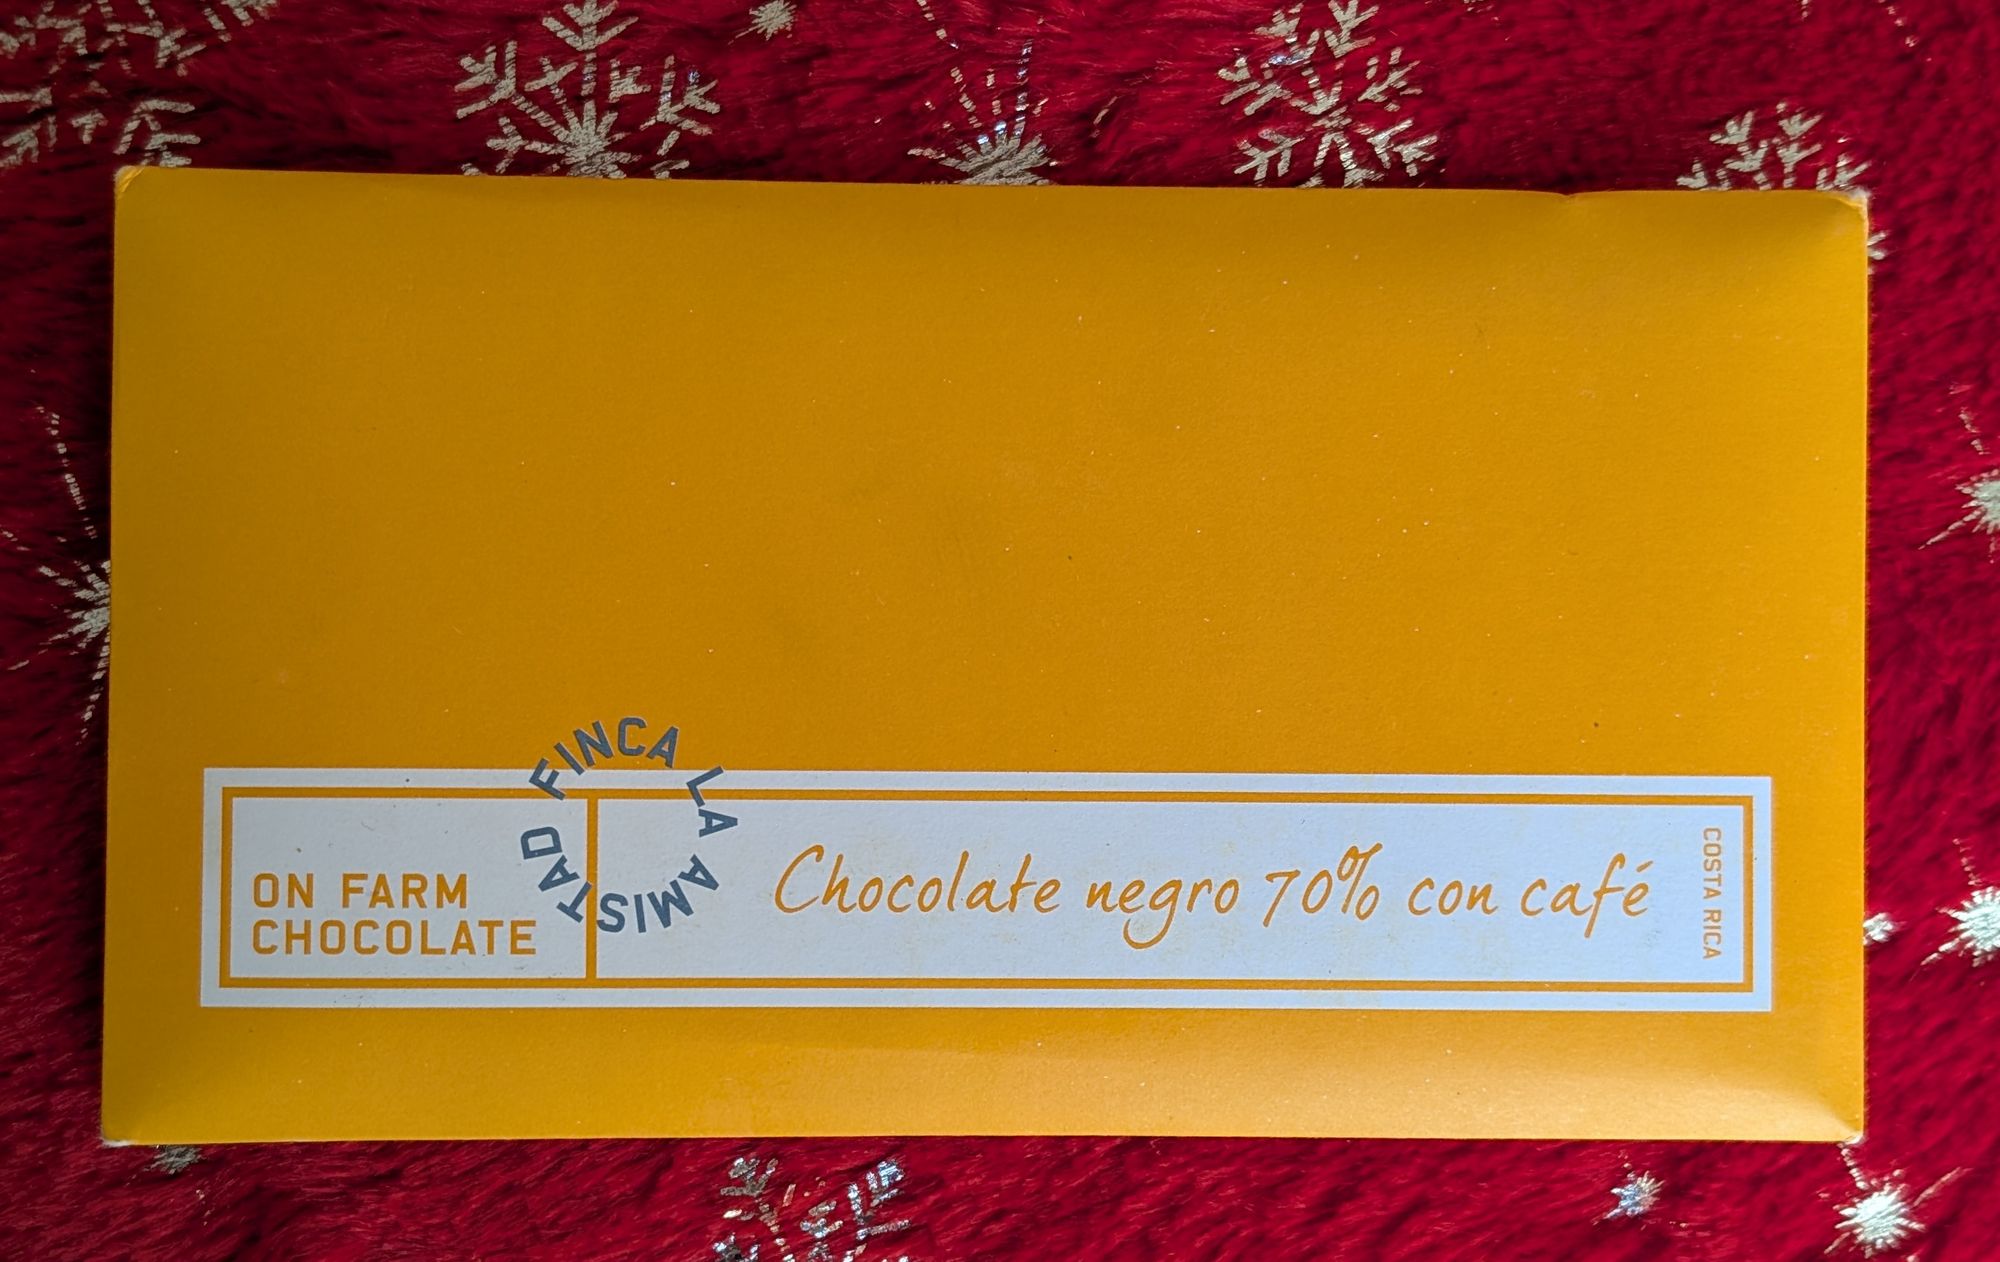 FINCA LA AMISTAD
ON FARM
CHOCOLATE
Chocolate negro 70% con café
COSTA RICA